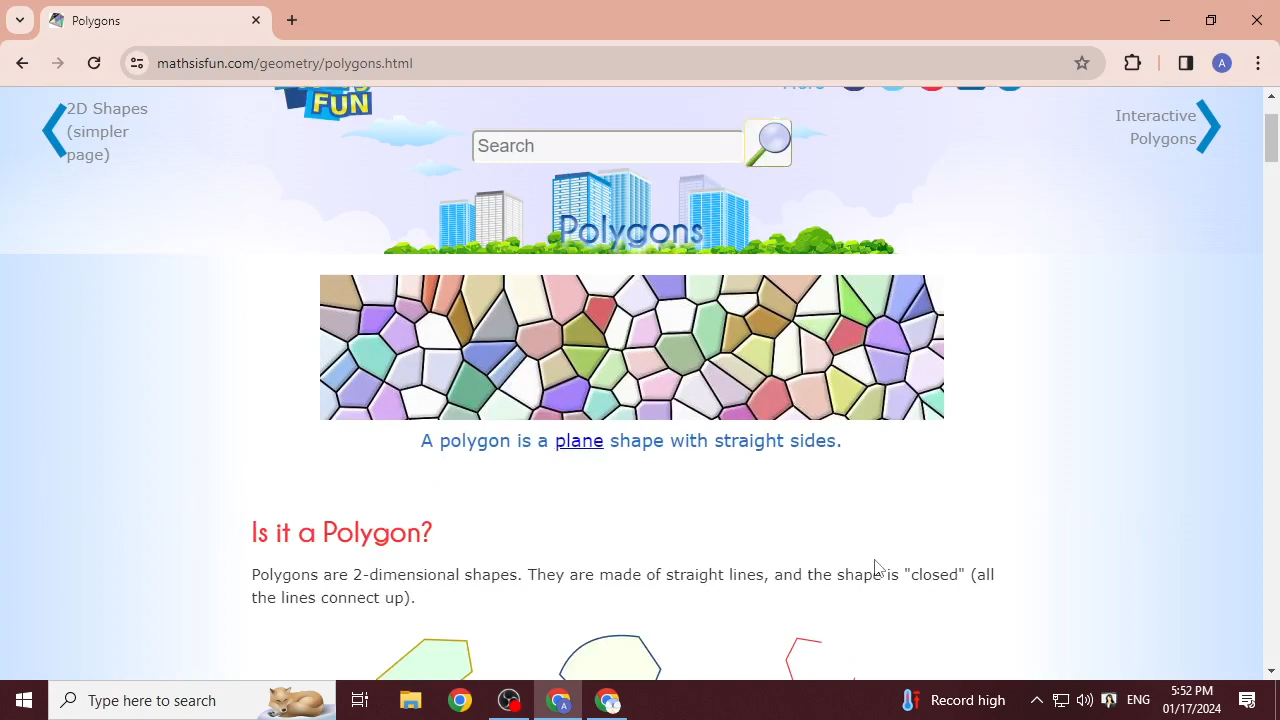 Polygons
mathsisfun.com/geometry/polygons.html
2D Shapes
(simpler
page)
FUN
Search
Interactive
Polygons
Polygons
A polygon is a plane shape with straight sides.
Is it a Polygon?
Polygons are 2-dimensional shapes. They are made of straight lines, and the shape is "closed" (all
the lines connect up).
Type here to search
Record high
ENG
5:52 PM
01/17/2024